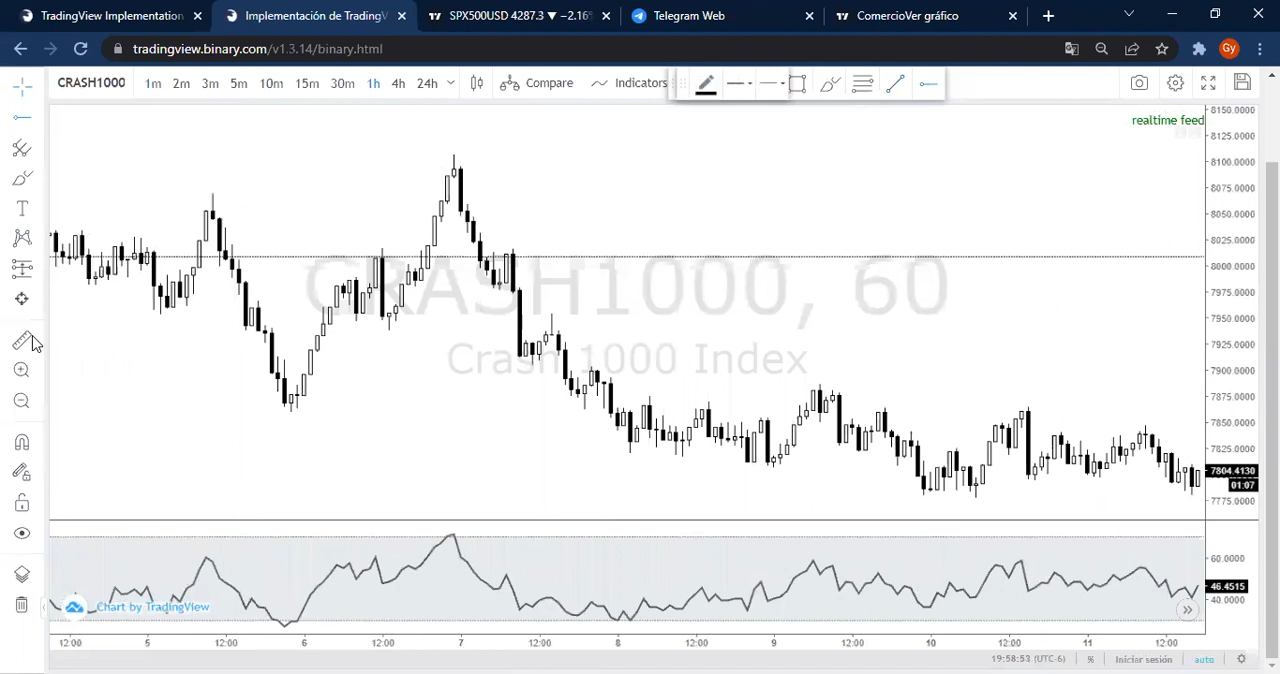 TradingView Implementation
Implementación de TradingV
SPX500USD 4287.3 ▼ −2.16%
Telegram Web
ComercioVer gráfico
tradingview.binary.com/v1.3.14/binary.html
Gy
CRASH1000
1m 2m 3m 5m 10m 15m 30m 1h 4h 24h
Compare
Indicators
realtime feed
8150.0000
8125.0000
8100.0000
8075.0000
8050.0000
8025.0000
8000.0000
7975.0000
7950.0000
7925.0000
7900.0000
7875.0000
7850.0000
7825.0000
7804.4130
01:07
7775.0000
CRASH1000, 60
Crash 1000 Index
60.0000
46.4515
40.0000
Chart by TradingView
12:00 5 12:00 6 12:00 7 12:00 8 12:00 9 12:00 10 12:00 11 12:00
19:58:53 (UTC-6) % Iniciar sesión auto